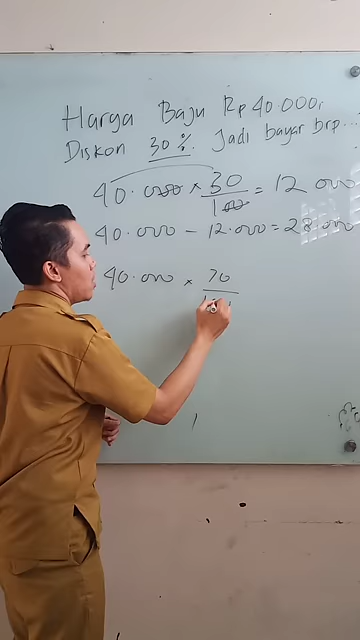 Harga Baju Rp 40.000,
Diskon 30%. Jadi bayar brp...
40.000 × 30/100 = 12 000
40.000 - 12.000 = 28.000
40.000 × 70/1